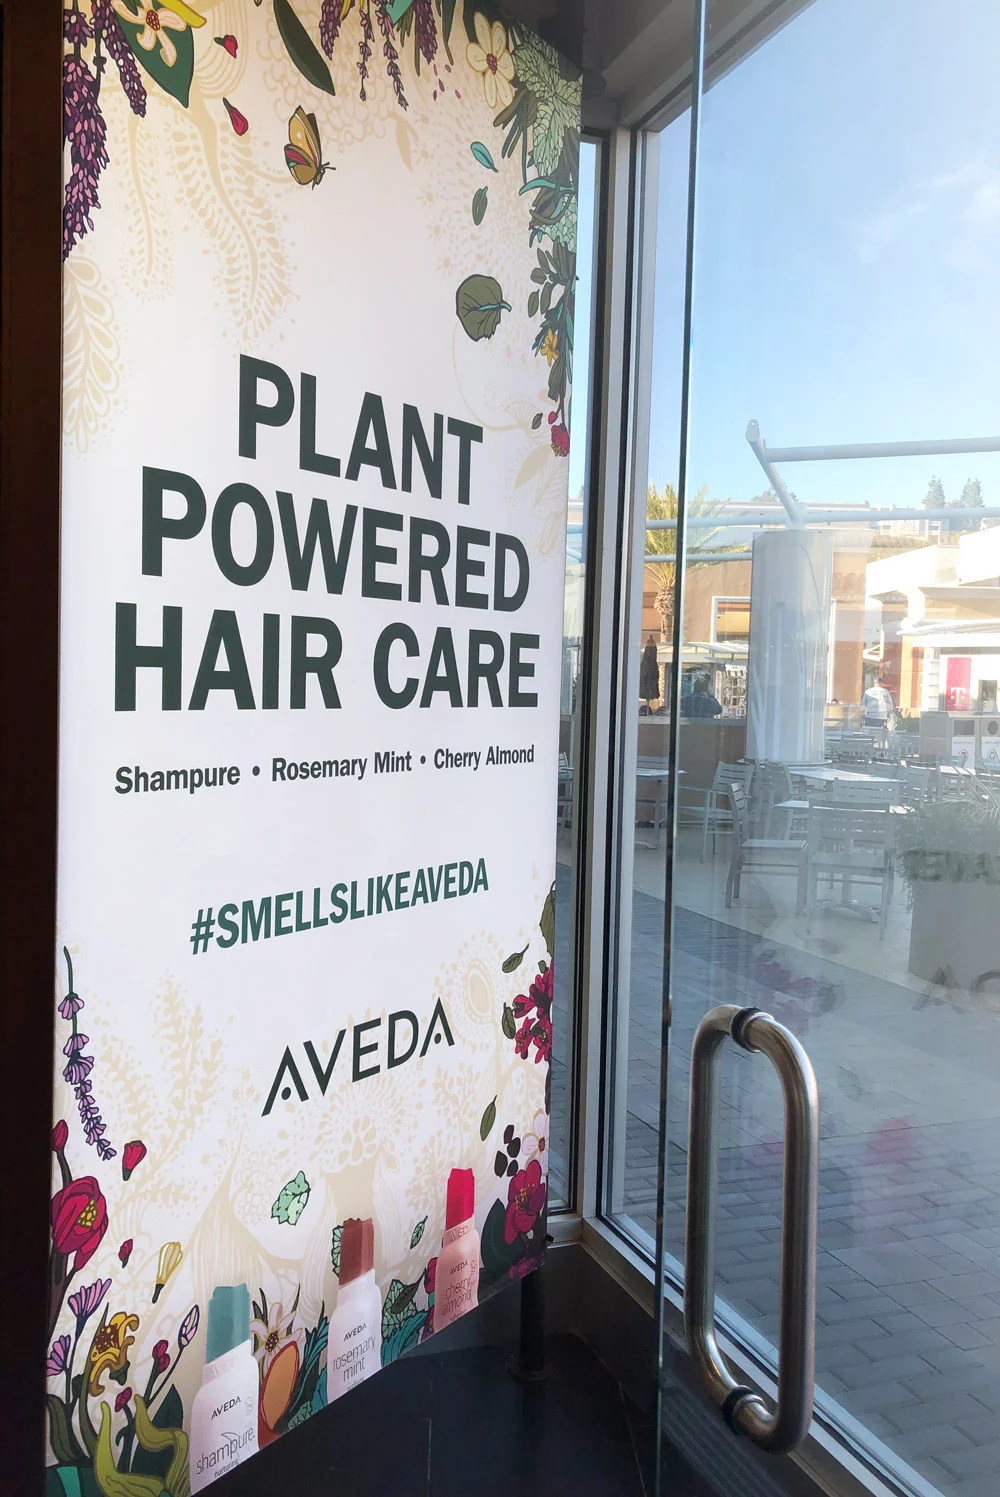 PLANT
POWERED
HAIR CARE
Shampure • Rosemary Mint • Cherry Almond
#SMELLSLIKEAVEDA
AVEDA
AVEDA
shampure
nurturing
AVEDA
rosemary
mint
AVEDA
cherry
almond
T